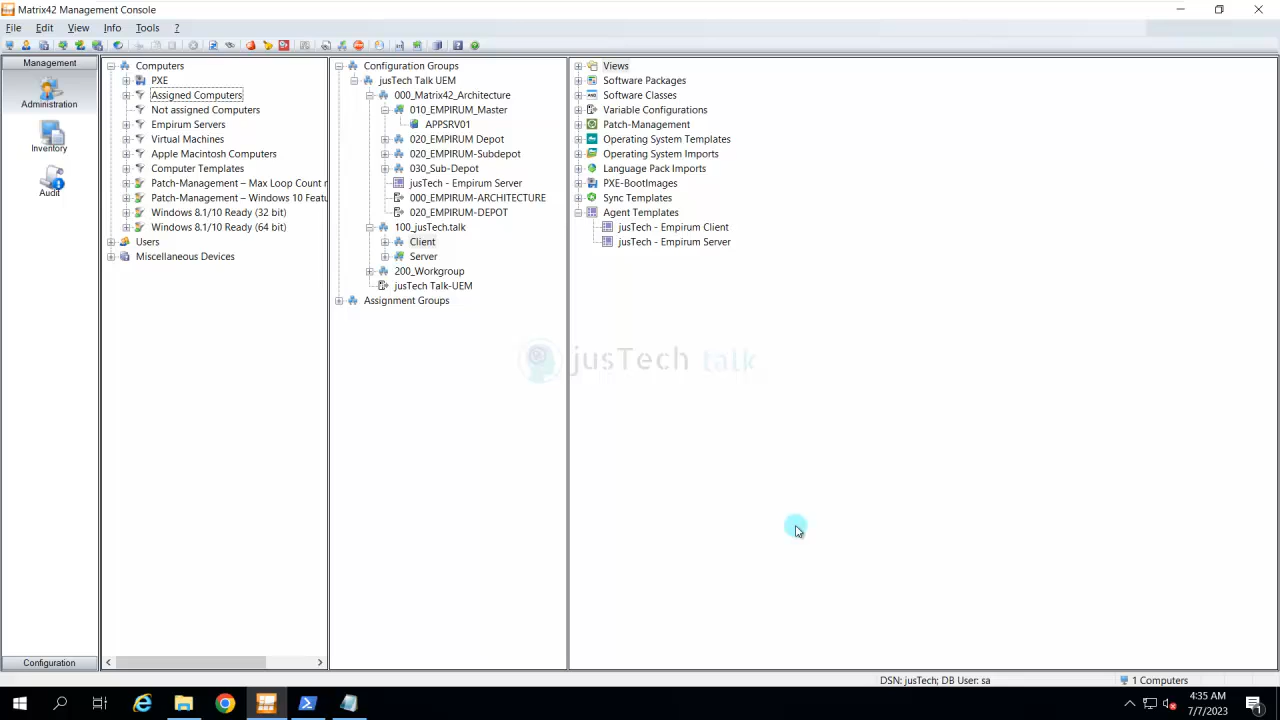 Matrix42 Management Console
File Edit View Info Tools ?
Management
Administration
Inventory
Audit
Configuration
Computers
PXE
Assigned Computers
Not assigned Computers
Empirum Servers
Virtual Machines
Apple Macintosh Computers
Computer Templates
Patch-Management – Max Loop Count r
Patch-Management – Windows 10 Featu
Windows 8.1/10 Ready (32 bit)
Windows 8.1/10 Ready (64 bit)
Users
Miscellaneous Devices
Configuration Groups
jusTech Talk UEM
000_Matrix42_Architecture
010_EMPIRUM_Master
APPSRV01
020_EMPIRUM Depot
020_EMPIRUM-Subdepot
030_Sub-Depot
jusTech - Empirum Server
000_EMPIRUM-ARCHITECTURE
020_EMPIRUM-DEPOT
100_jusTech.talk
Client
Server
200_Workgroup
jusTech Talk-UEM
Assignment Groups
Views
Software Packages
Software Classes
Variable Configurations
Patch-Management
Operating System Templates
Operating System Imports
Language Pack Imports
PXE-BootImages
Sync Templates
Agent Templates
jusTech - Empirum Client
jusTech - Empirum Server
jusTech talk
DSN: jusTech; DB User: sa
1 Computers
4:35 AM
7/7/2023
1